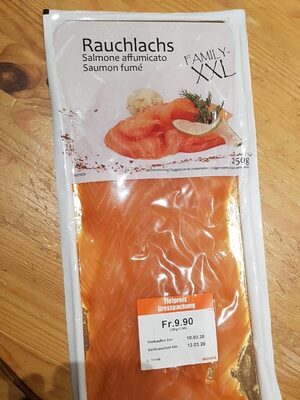 Rauchlachs
Salmone affumicato
Saumon fumé
FAMILY-
XXL
250g
Tiefpreis
Grosspackung
Fr.9.90
Verkaufen bis: 10.03.20
Verbrauchen bis: 12.03.20